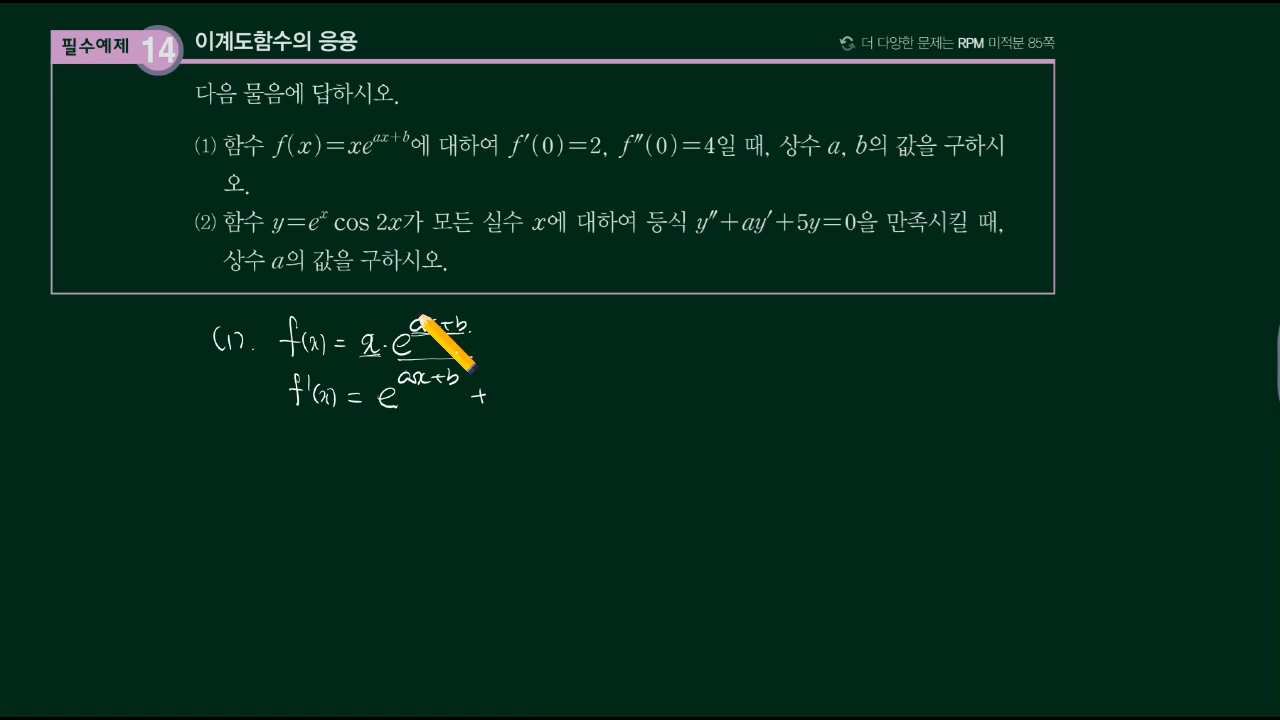 필수예제 14 이계도함수의 응용 더 다양한 문제는 RPM 미적분 85쪽
다음 물음에 답하시오.
⑴ 함수 f(x)=xe^{ax+b}에 대하여 f′(0)=2, f″(0)=4일 때, 상수 a, b의 값을 구하시
오.
⑵ 함수 y=e^x cos 2x가 모든 실수 x에 대하여 등식 y″+ay′+5y=0을 만족시킬 때,
상수 a의 값을 구하시오.
(1). f(x) = x · e^{ax+b}.
f'(x) = e^{ax+b} +